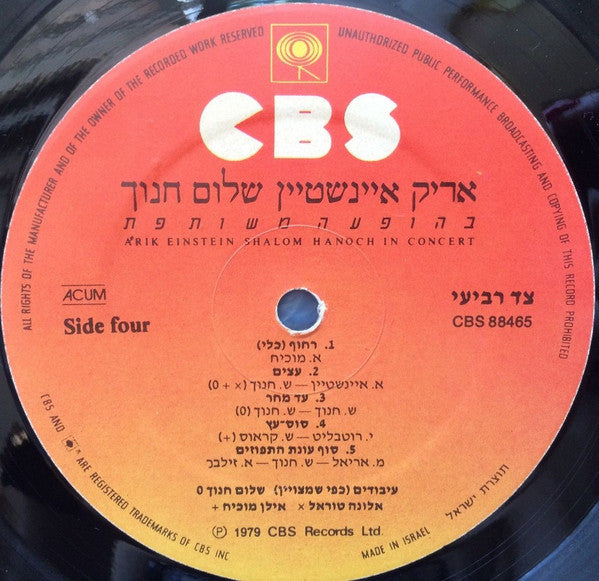 ALL RIGHTS OF THE MANUFACTURER AND OF THE OWNER OF THE RECORDED WORK RESERVED
UNAUTHORIZED PUBLIC PERFORMANCE BROADCASTING AND COPYING OF THIS RECORD PROHIBITED
CBS
אריק איינשטיין שלום חנוך
בהופעה משותפת
ARIK EINSTEIN SHALOM HANOCH IN CONCERT
ACUM
צד רביעי
Side four
CBS 88465
1. רחוף (כלי)
א. מוכיח
2. עצים
א. איינשטיין — ש. חנוך (× + 0)
3. עד מחר
ש. חנוך — ש. חנוך (0)
4. סוס־עץ
י. רוטבליט — ש. קראוס (+)
5. סוף עונת התפוזים
מ. אריאל — ש. חנוך — א. זילבר
עיבודים (כפי שמצויין) שלום חנוך 0
אלונה טוראל × אילן מוכיח +
℗ 1979 CBS Records Ltd.
CBS AND ARE REGISTERED TRADEMARKS OF CBS INC
MADE IN ISRAEL
תוצרת ישראל